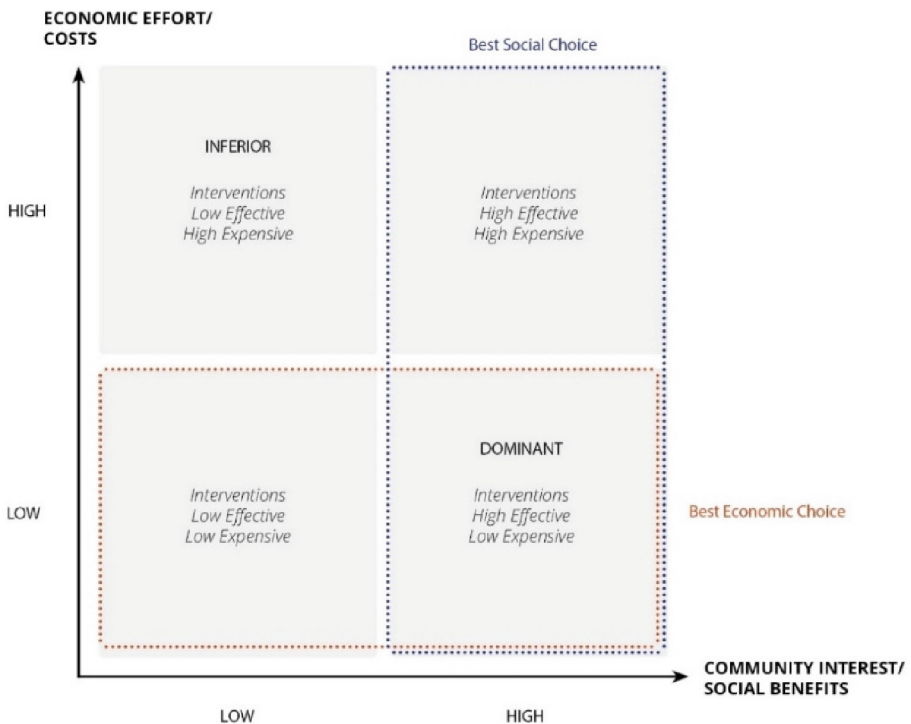 ECONOMIC EFFORT/
COSTS
Best Social Choice
INFERIOR
Interventions
Low Effective
High Expensive
Interventions
High Effective
High Expensive
HIGH
DOMINANT
Interventions
Low Effective
Low Expensive
Interventions
High Effective
Low Expensive
LOW
Best Economic Choice
COMMUNITY INTEREST/
SOCIAL BENEFITS
LOW
HIGH